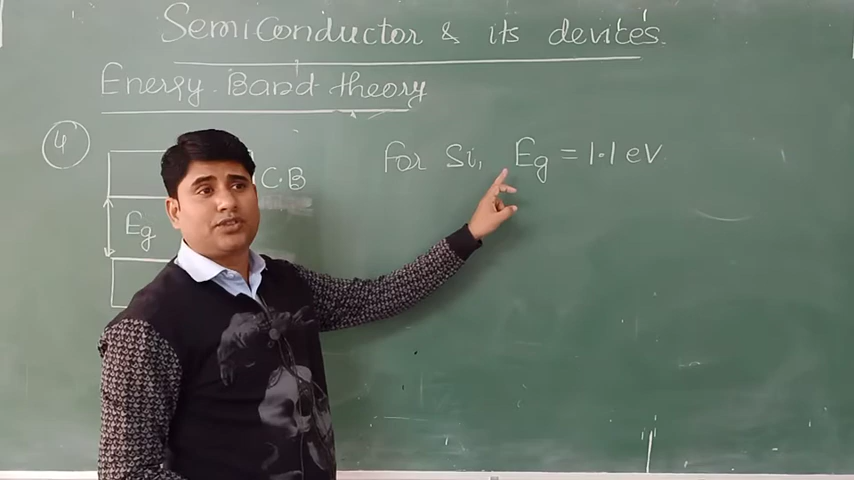 Semiconductor & its devices.
Energy Band theory
4
C.B
Eg
For Si, Eg = 1.1 eV